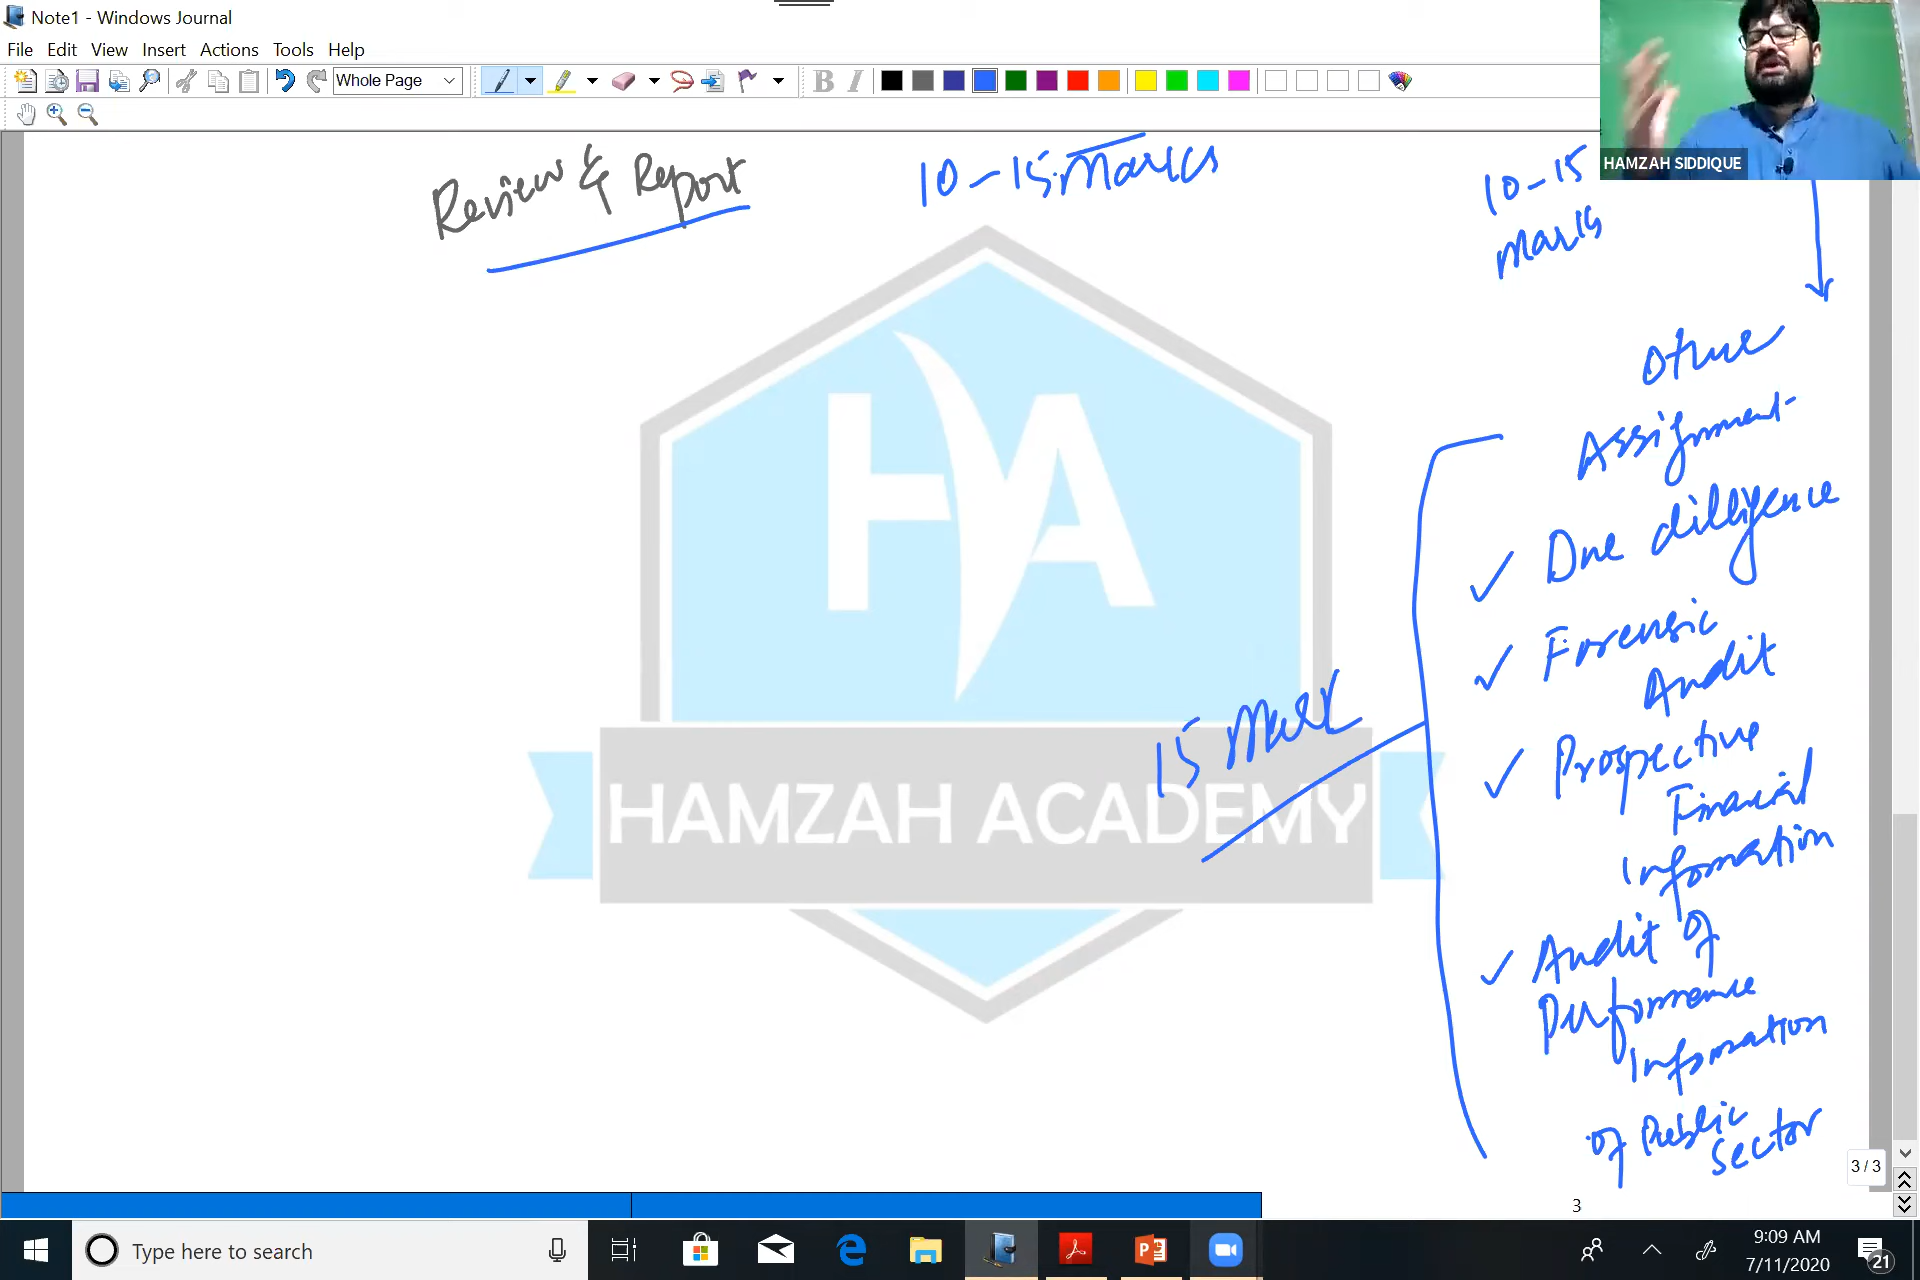 Note1 - Windows Journal
File Edit View Insert Actions Tools Help
Whole Page
B I
HAMZAH SIDDIQUE
Review & Report
10-15 Marks
10-15
Marks
Other
Assignment
Due dilligence
Forensic
Audit
Prospective
Financial
Information
15 Mark
Audit of
Performance
Information
of Public
Sector
HA
HAMZAH ACADEMY
3 / 3
3
Type here to search
9:09 AM
7/11/2020
21